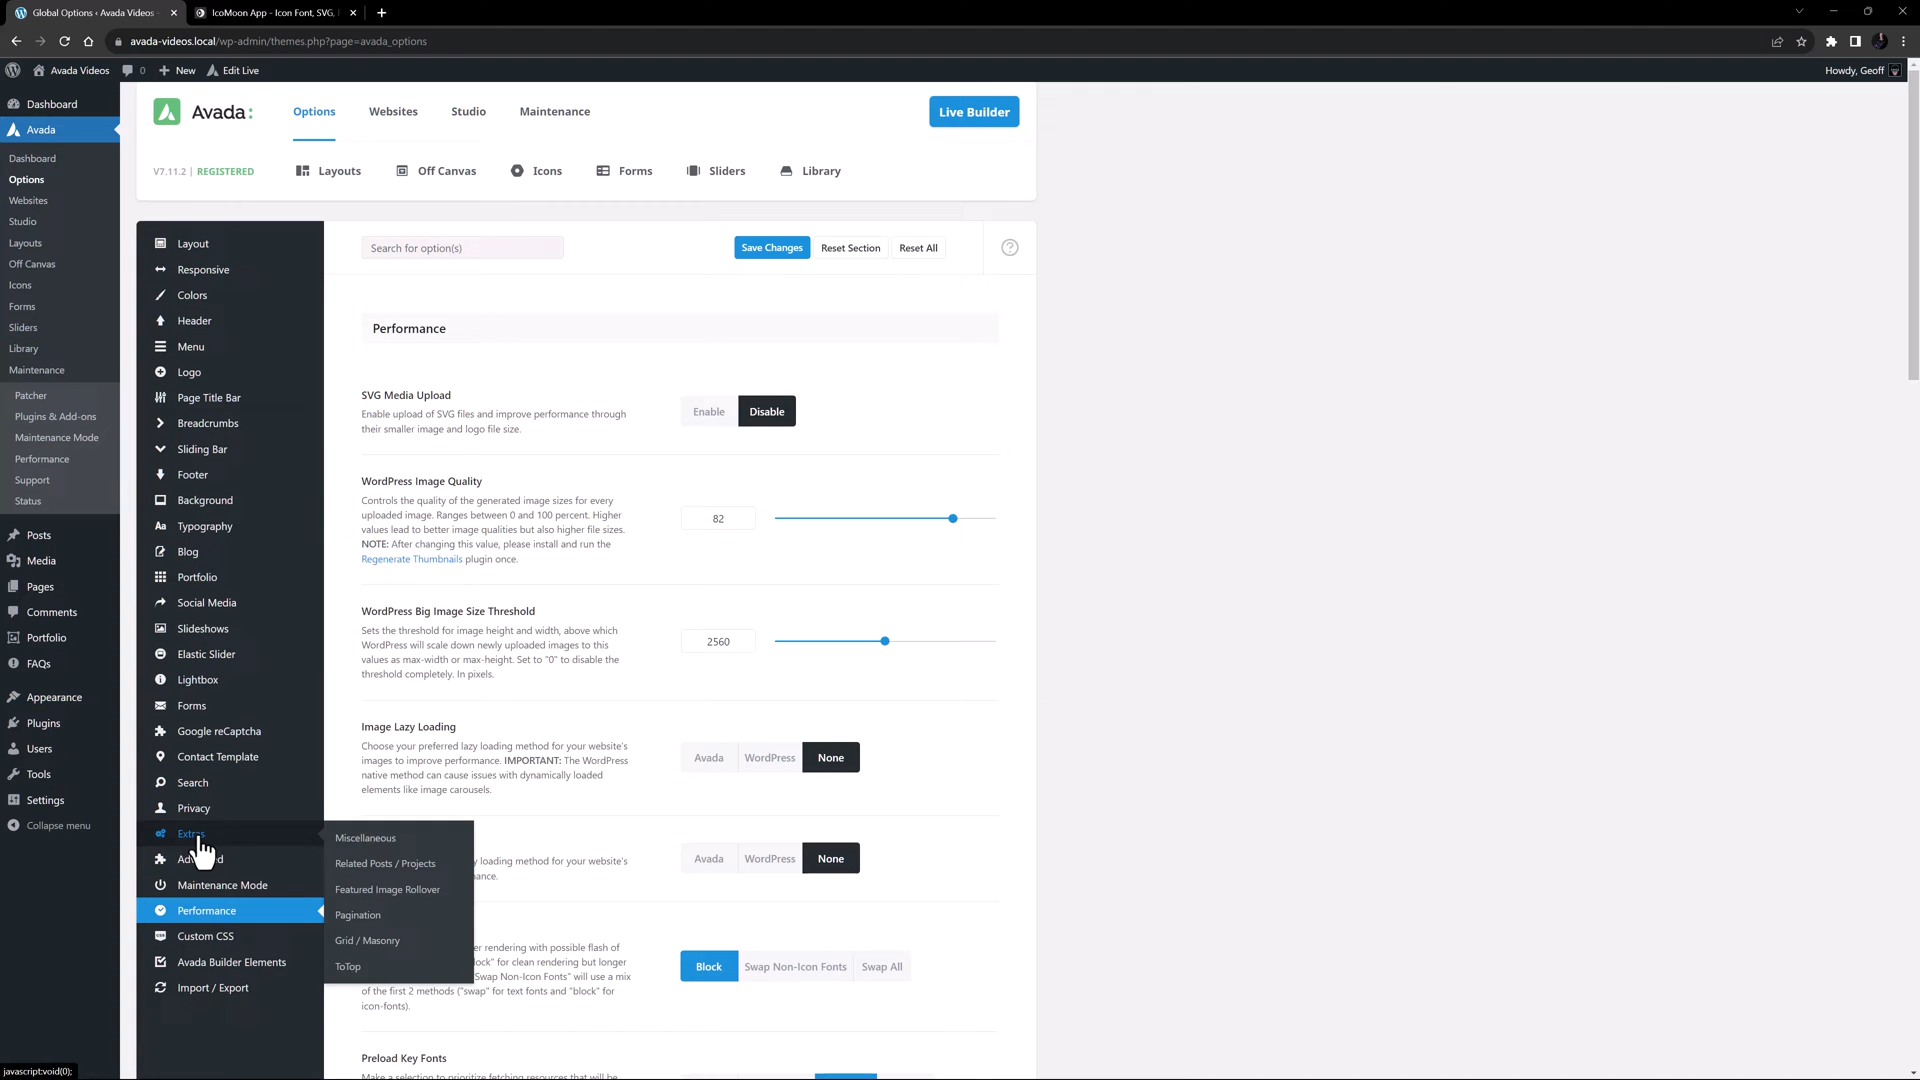 Global Options ‹ Avada Videos -
IcoMoon App - Icon Font, SVG,
avada-videos.local/wp-admin/themes.php?page=avada_options
Avada Videos
0
New
Edit Live
Howdy, Geoff
Dashboard
Avada
Dashboard
Options
Websites
Studio
Layouts
Off Canvas
Icons
Forms
Sliders
Library
Maintenance
Patcher
Plugins & Add-ons
Maintenance Mode
Performance
Support
Status
Posts
Media
Pages
Comments
Portfolio
FAQs
Appearance
Plugins
Users
Tools
Settings
Collapse menu
Avada:
Options
Websites
Studio
Maintenance
Live Builder
V7.11.2 | REGISTERED
Layouts
Off Canvas
Icons
Forms
Sliders
Library
Layout
Responsive
Colors
Header
Menu
Logo
Page Title Bar
Breadcrumbs
Sliding Bar
Footer
Background
Typography
Blog
Portfolio
Social Media
Slideshows
Elastic Slider
Lightbox
Forms
Google reCaptcha
Contact Template
Search
Privacy
Extras
Maintenance Mode
Performance
Custom CSS
Avada Builder Elements
Import / Export
Miscellaneous
Related Posts / Projects
Featured Image Rollover
Pagination
Grid / Masonry
ToTop
Search for option(s)
Save Changes
Reset Section
Reset All
Performance
SVG Media Upload
Enable upload of SVG files and improve performance through
their smaller image and logo file size.
Enable
Disable
WordPress Image Quality
Controls the quality of the generated image sizes for every
uploaded image. Ranges between 0 and 100 percent. Higher
values lead to better image qualities but also higher file sizes.
NOTE: After changing this value, please install and run the
Regenerate Thumbnails plugin once.
82
WordPress Big Image Size Threshold
Sets the threshold for image height and width, above which
WordPress will scale down newly uploaded images to this
values as max-width or max-height. Set to "0" to disable the
threshold completely. In pixels.
2560
Image Lazy Loading
Choose your preferred lazy loading method for your website's
images to improve performance. IMPORTANT: The WordPress
native method can cause issues with dynamically loaded
elements like image carousels.
Avada
WordPress
None
loading method for your website's
Avada
WordPress
None
rendering with possible flash of
for clean rendering but longer
"Swap Non-Icon Fonts" will use a mix
of the first 2 methods ("swap" for text fonts and "block" for
icon-fonts).
Block
Swap Non-Icon Fonts
Swap All
Preload Key Fonts
Make a selection to prioritize fetching resources that will be
javascript:void(0);